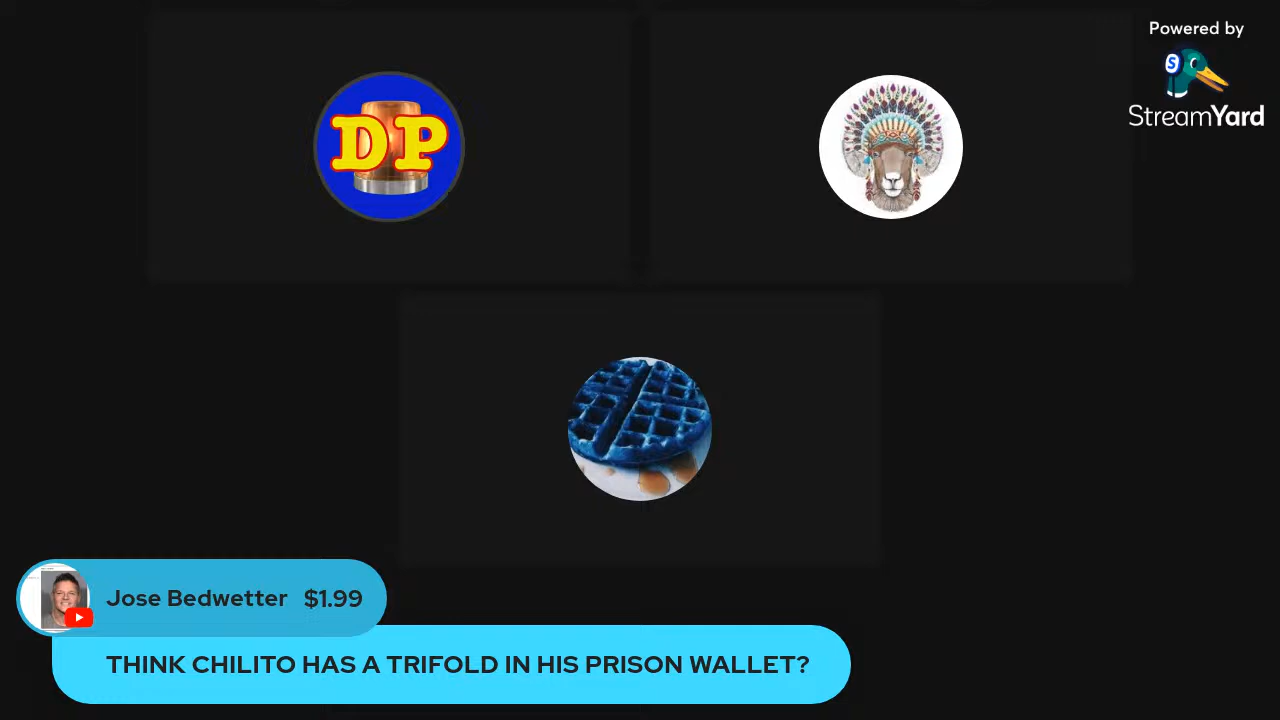 Powered by
S
StreamYard
DP
Jose Bedwetter $1.99
THINK CHILITO HAS A TRIFOLD IN HIS PRISON WALLET?